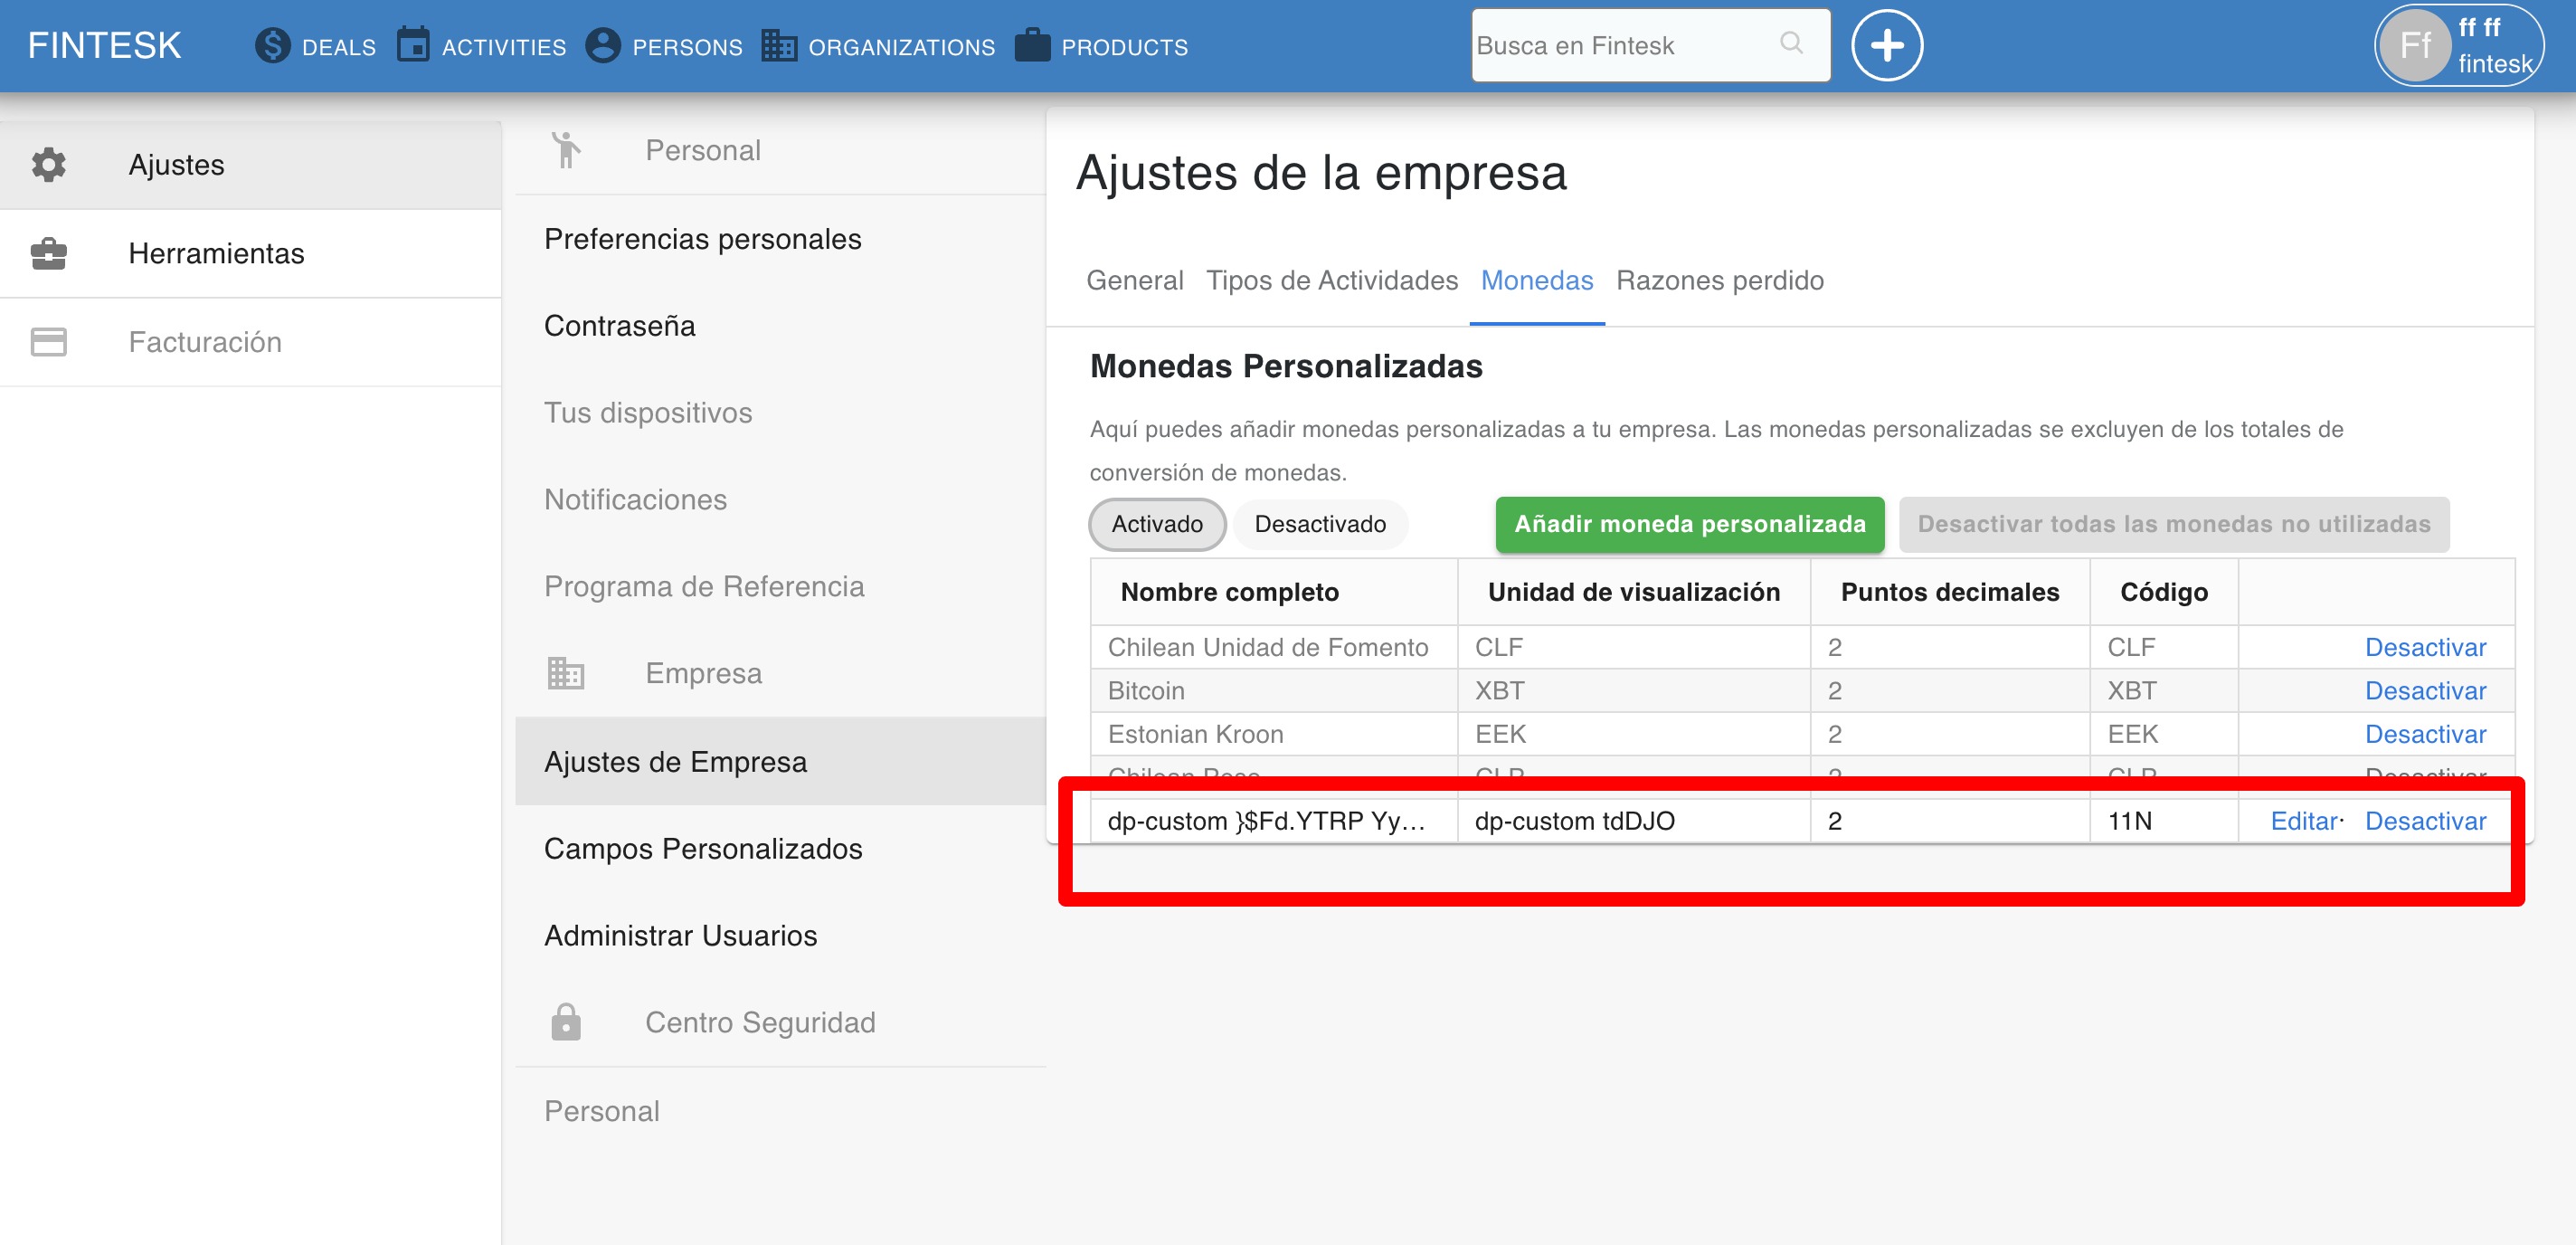 FINTESK DEALS ACTIVITIES PERSONS ORGANIZATIONS PRODUCTS Busca en Fintesk Ff ff ff
fintesk
Ajustes
Herramientas
Facturación
Personal
Preferencias personales
Contraseña
Tus dispositivos
Notificaciones
Programa de Referencia
Empresa
Ajustes de Empresa
Campos Personalizados
Administrar Usuarios
Centro Seguridad
Personal
Ajustes de la empresa
General Tipos de Actividades Monedas Razones perdido
Monedas Personalizadas
Aquí puedes añadir monedas personalizadas a tu empresa. Las monedas personalizadas se excluyen de los totales de
conversión de monedas.
Activado Desactivado Añadir moneda personalizada Desactivar todas las monedas no utilizadas
Nombre completo Unidad de visualización Puntos decimales Código
Chilean Unidad de Fomento CLF 2 CLF Desactivar
Bitcoin XBT 2 XBT Desactivar
Estonian Kroon EEK 2 EEK Desactivar
Chilean Peso CLP 2 CLP Desactivar
dp-custom }$Fd.YTRP Yy... dp-custom tdDJO 2 11N Editar· Desactivar